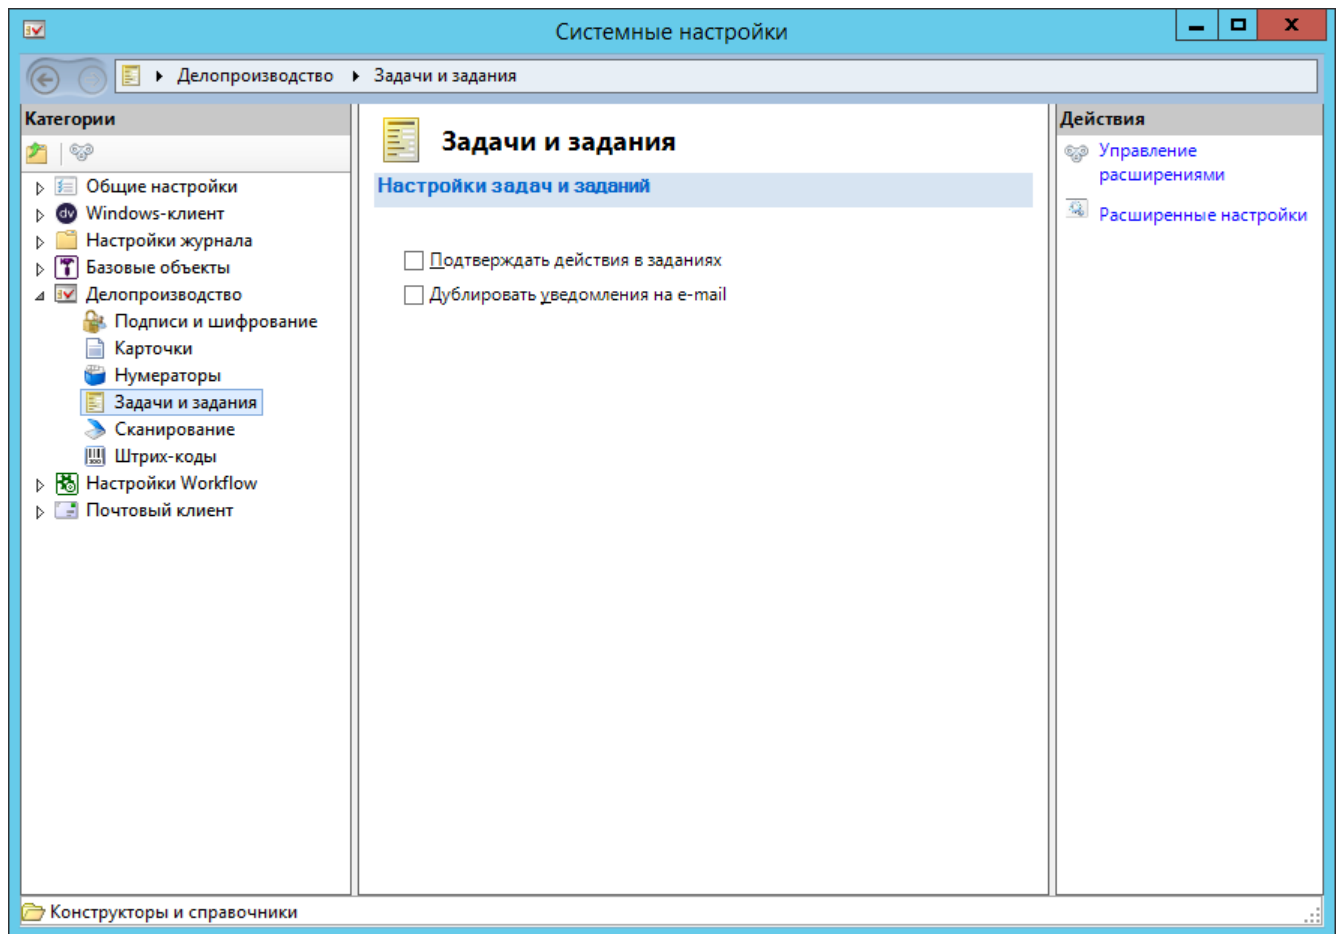 Системные настройки
Делопроизводство
Задачи и задания
Категории
Общие настройки
Windows-клиент
Настройки журнала
Базовые объекты
Делопроизводство
Подписи и шифрование
Карточки
Нумераторы
Задачи и задания
Сканирование
Штрих-коды
Настройки Workflow
Почтовый клиент
Задачи и задания
Настройки задач и заданий
Подтверждать действия в заданиях
Дублировать уведомления на e-mail
Действия
Управление
расширениями
Расширенные настройки
Конструкторы и справочники